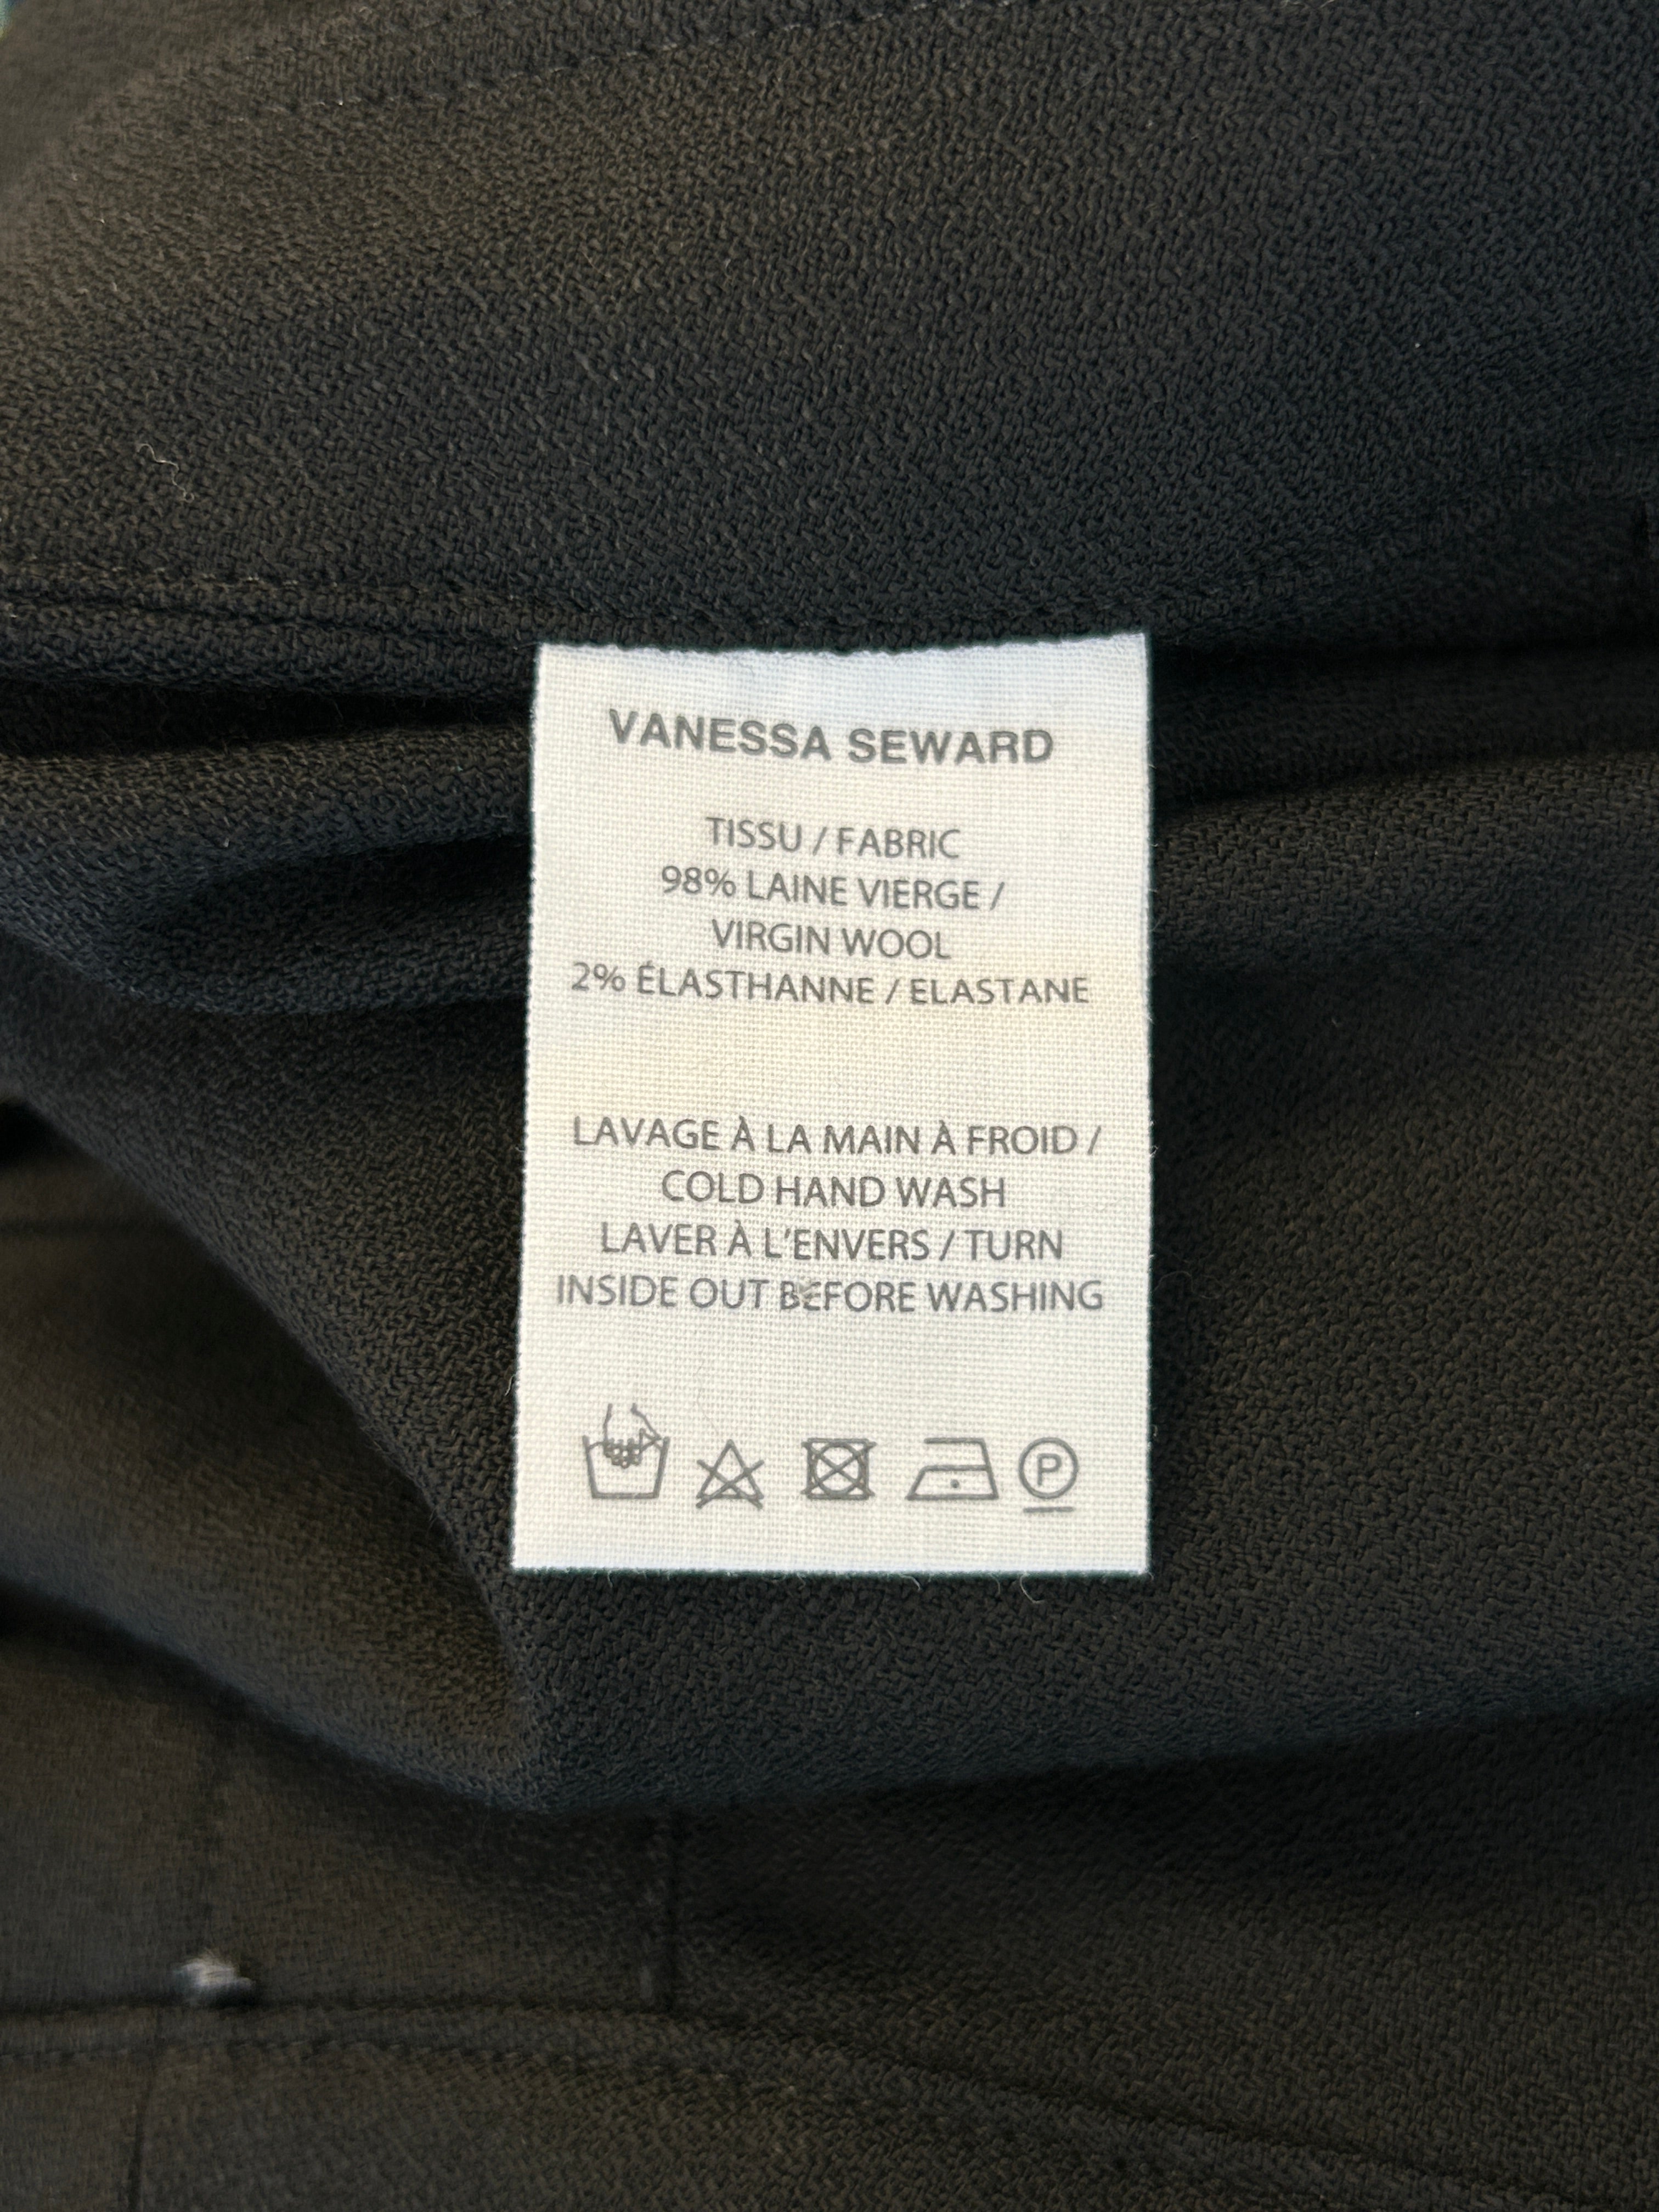 VANESSA SEWARD
TISSU / FABRIC
98% LAINE VIERGE /
VIRGIN WOOL
2% ÉLASTHANNE / ELASTANE
LAVAGE À LA MAIN À FROID /
COLD HAND WASH
LAVER À L'ENVERS / TURN
INSIDE OUT BEFORE WASHING
P